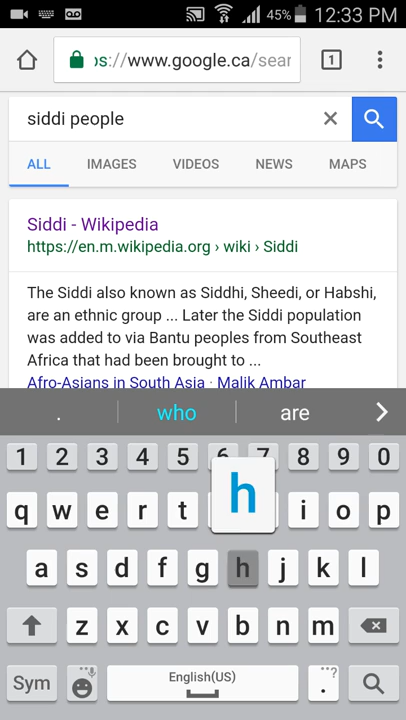 45% 12:33 PM
ps://www.google.ca/sear
1
siddi people
ALL IMAGES VIDEOS NEWS MAPS
Siddi - Wikipedia
https://en.m.wikipedia.org › wiki › Siddi
The Siddi also known as Siddhi, Sheedi, or Habshi,
are an ethnic group ... Later the Siddi population
was added to via Bantu peoples from Southeast
Africa that had been brought to ...
Afro-Asians in South Asia · Malik Ambar
. who are
1 2 3 4 5 6 7 8 9 0
q w e r t h i o p
a s d f g h j k l
z x c v b n m
Sym English(US) . ...?